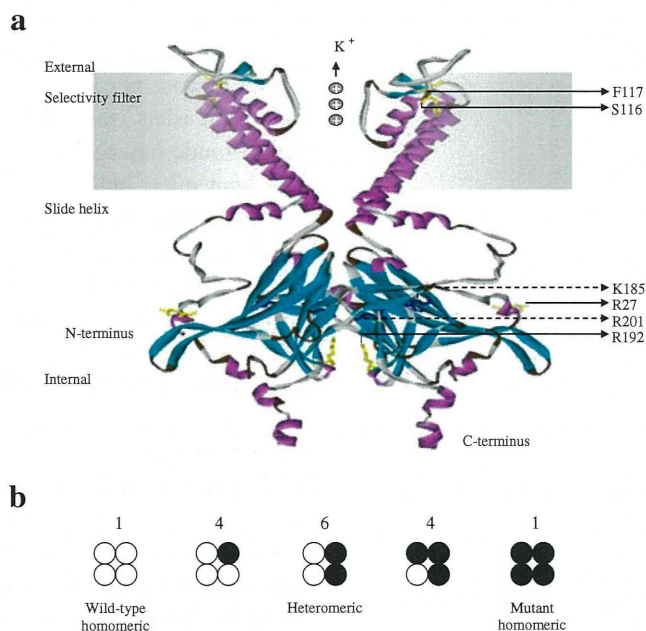 a
K+
External
Selectivity filter
F117
S116
Slide helix
K185
R27
R201
R192
N-terminus
Internal
C-terminus
b
1 4 6 4 1
Wild-type homomeric
Heteromeric
Mutant homomeric